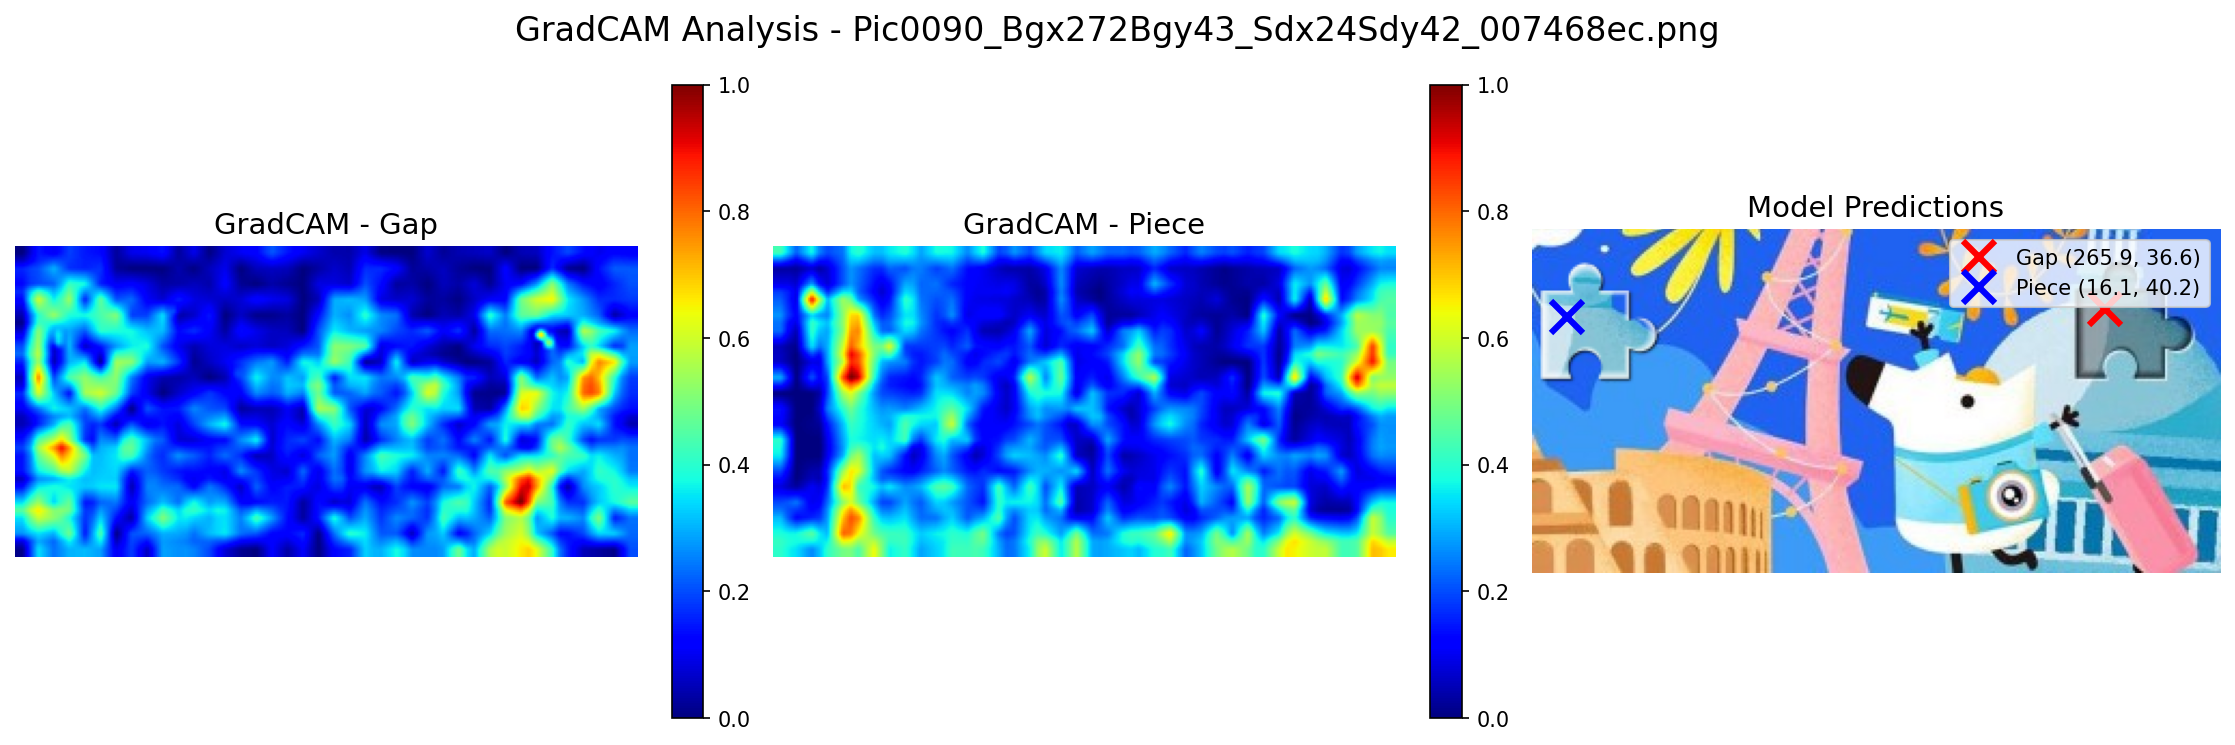 GradCAM Analysis - Pic0090_Bgx272Bgy43_Sdx24Sdy42_007468ec.png
GradCAM - Gap
1.0
0.8
0.6
0.4
0.2
0.0
GradCAM - Piece
1.0
0.8
0.6
0.4
0.2
0.0
Model Predictions
Gap (265.9, 36.6)
Piece (16.1, 40.2)